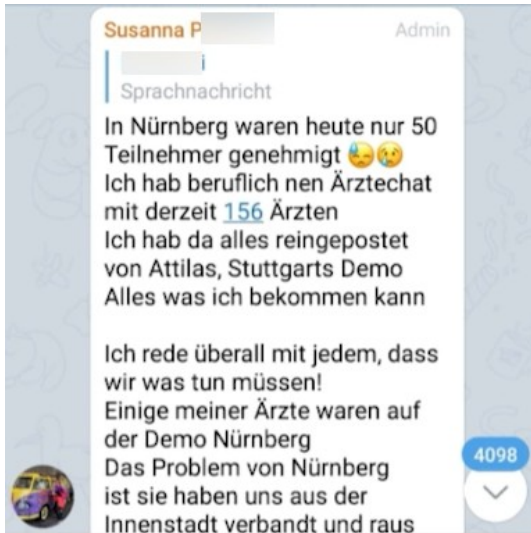 Susanna P
Admin
i
Sprachnachricht
In Nürnberg waren heute nur 50
Teilnehmer genehmigt 😓😢
Ich hab beruflich nen Ärztechat
mit derzeit 156 Ärzten
Ich hab da alles reingepostet
von Attilas, Stuttgarts Demo
Alles was ich bekommen kann
Ich rede überall mit jedem, dass
wir was tun müssen!
Einige meiner Ärzte waren auf
der Demo Nürnberg
Das Problem von Nürnberg
ist sie haben uns aus der
Innenstadt verbandt und raus
4098